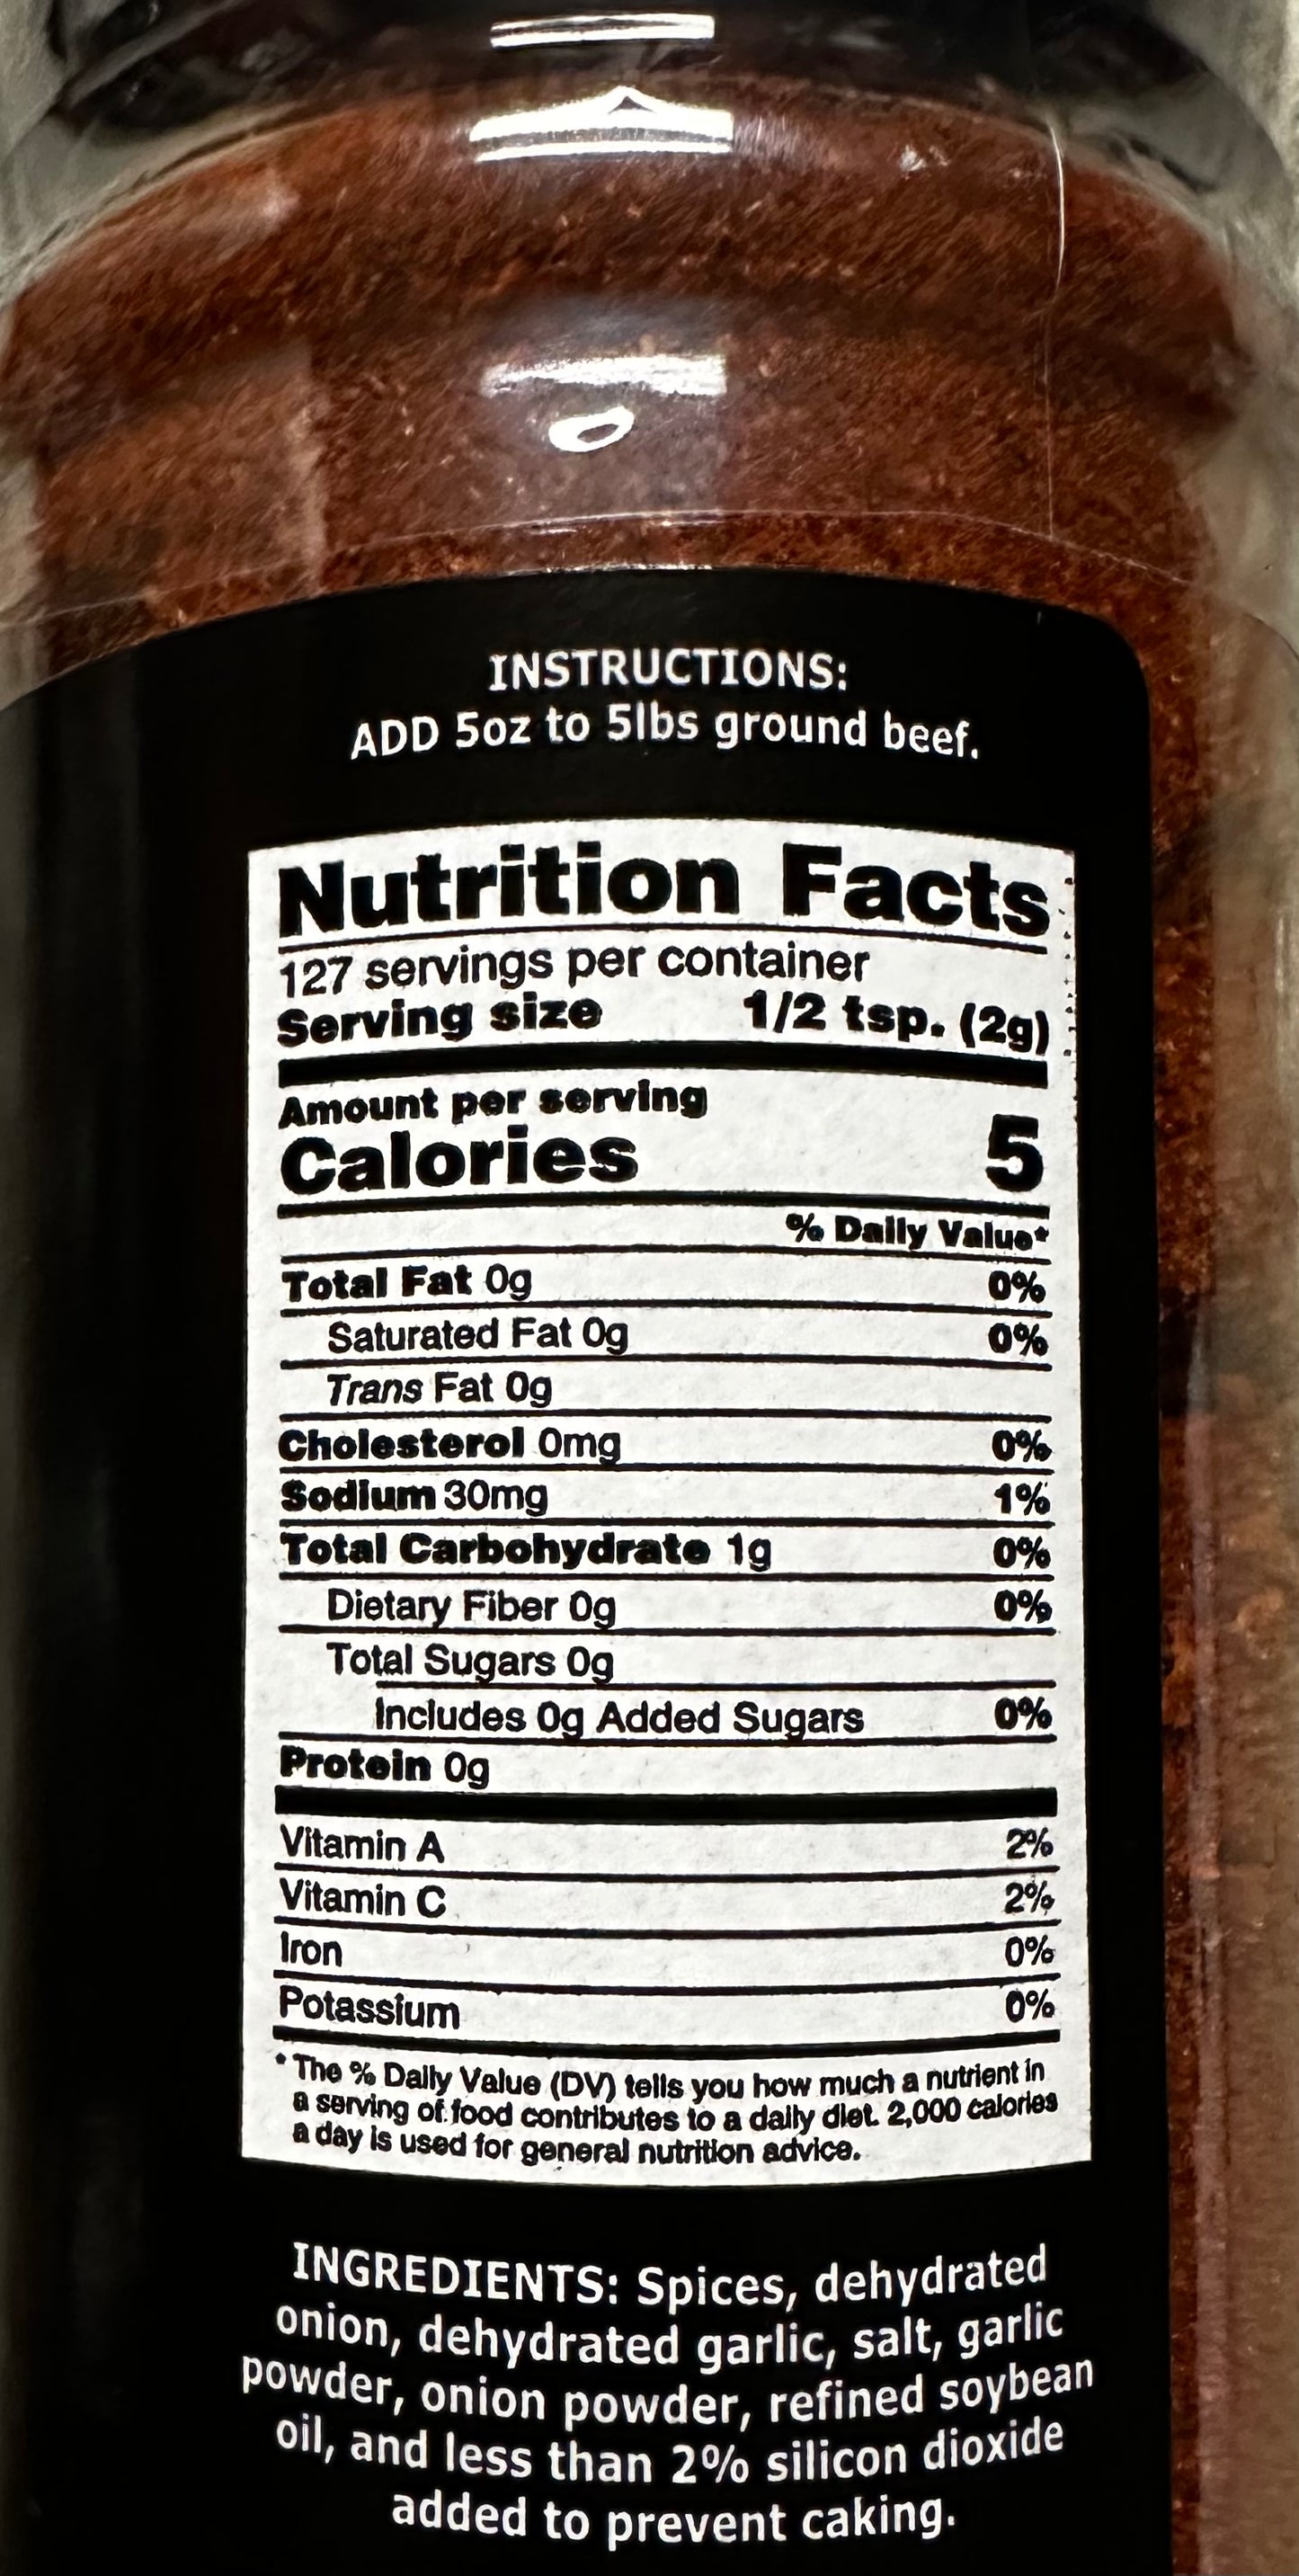 INSTRUCTIONS:
ADD 5oz to 5lbs ground beef.
Nutrition Facts
127 servings per container
Serving size 1/2 tsp. (2g)
Amount per serving
Calories 5
% Daily Value*
Total Fat 0g 0%
Saturated Fat 0g 0%
Trans Fat 0g
Cholesterol 0mg 0%
Sodium 30mg 1%
Total Carbohydrate 1g 0%
Dietary Fiber 0g 0%
Total Sugars 0g
Includes 0g Added Sugars 0%
Protein 0g
Vitamin A 2%
Vitamin C 2%
Iron 0%
Potassium 0%
* The % Daily Value (DV) tells you how much a nutrient in
a serving of food contributes to a daily diet. 2,000 calories
a day is used for general nutrition advice.
INGREDIENTS: Spices, dehydrated
onion, dehydrated garlic, salt, garlic
powder, onion powder, refined soybean
oil, and less than 2% silicon dioxide
added to prevent caking.